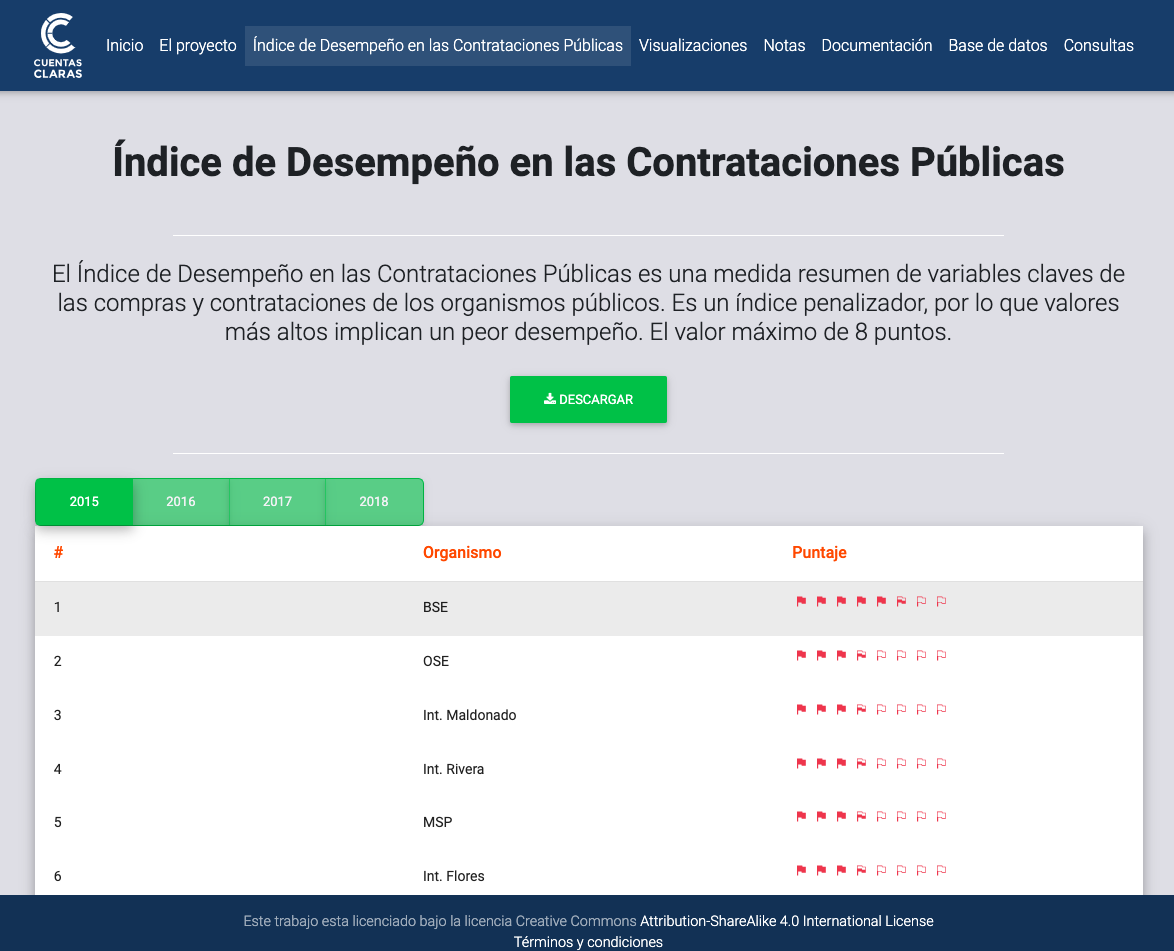 CUENTAS
CLARAS
Inicio El proyecto Índice de Desempeño en las Contrataciones Públicas Visualizaciones Notas Documentación Base de datos Consultas
Índice de Desempeño en las Contrataciones Públicas
El Índice de Desempeño en las Contrataciones Públicas es una medida resumen de variables claves de
las compras y contrataciones de los organismos públicos. Es un índice penalizador, por lo que valores
más altos implican un peor desempeño. El valor máximo de 8 puntos.
DESCARGAR
2015 2016 2017 2018
# Organismo Puntaje
1 BSE
2 OSE
3 Int. Maldonado
4 Int. Rivera
5 MSP
6 Int. Flores
Este trabajo esta licenciado bajo la licencia Creative Commons Attribution-ShareAlike 4.0 International License
Términos y condiciones